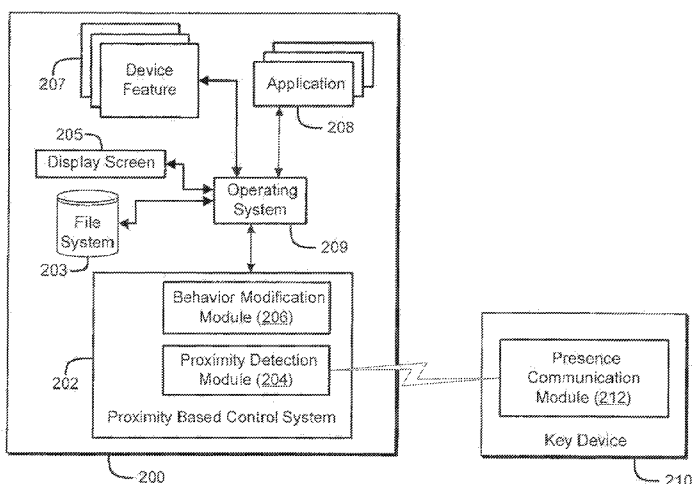 207
Device
Feature
Application
208
205
Display Screen
Operating
System
209
File
System
203
Behavior Modification
Module (206)
Proximity Detection
Module (204)
202
Proximity Based Control System
200
Presence
Communication
Module (212)
Key Device
210